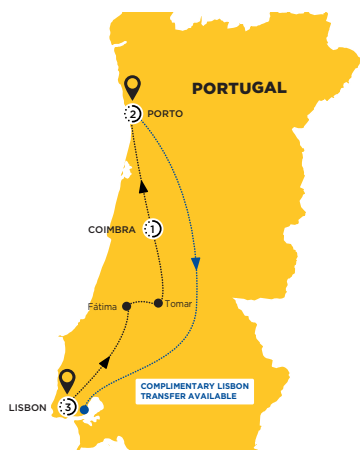 PORTUGAL
2
PORTO
COIMBRA
1
Fátima
Tomar
LISBON
3
COMPLIMENTARY LISBON
TRANSFER AVAILABLE